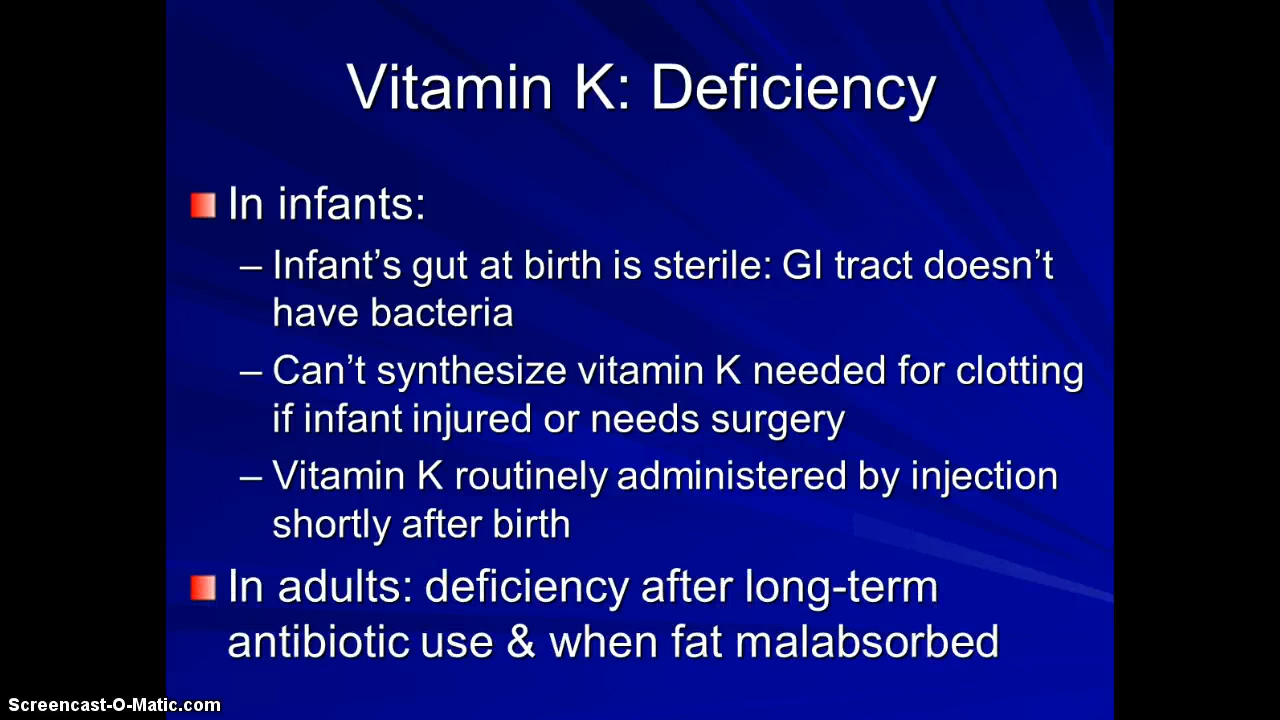 Vitamin K: Deficiency
In infants:
– Infant’s gut at birth is sterile: GI tract doesn’t
have bacteria
– Can’t synthesize vitamin K needed for clotting
if infant injured or needs surgery
– Vitamin K routinely administered by injection
shortly after birth
In adults: deficiency after long-term
antibiotic use & when fat malabsorbed
Screencast-O-Matic.com